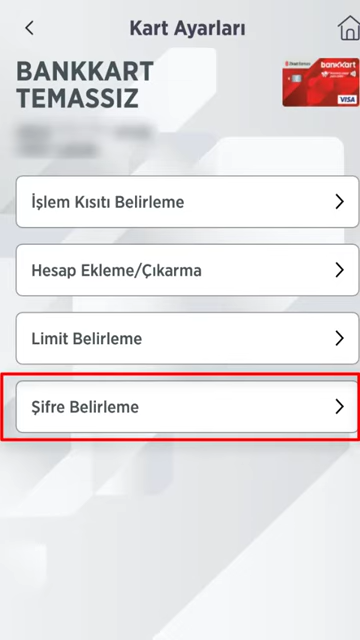 Kart Ayarları
BANKKART
TEMASSIZ
bankkart
VISA
İşlem Kısıtı Belirleme
Hesap Ekleme/Çıkarma
Limit Belirleme
Şifre Belirleme